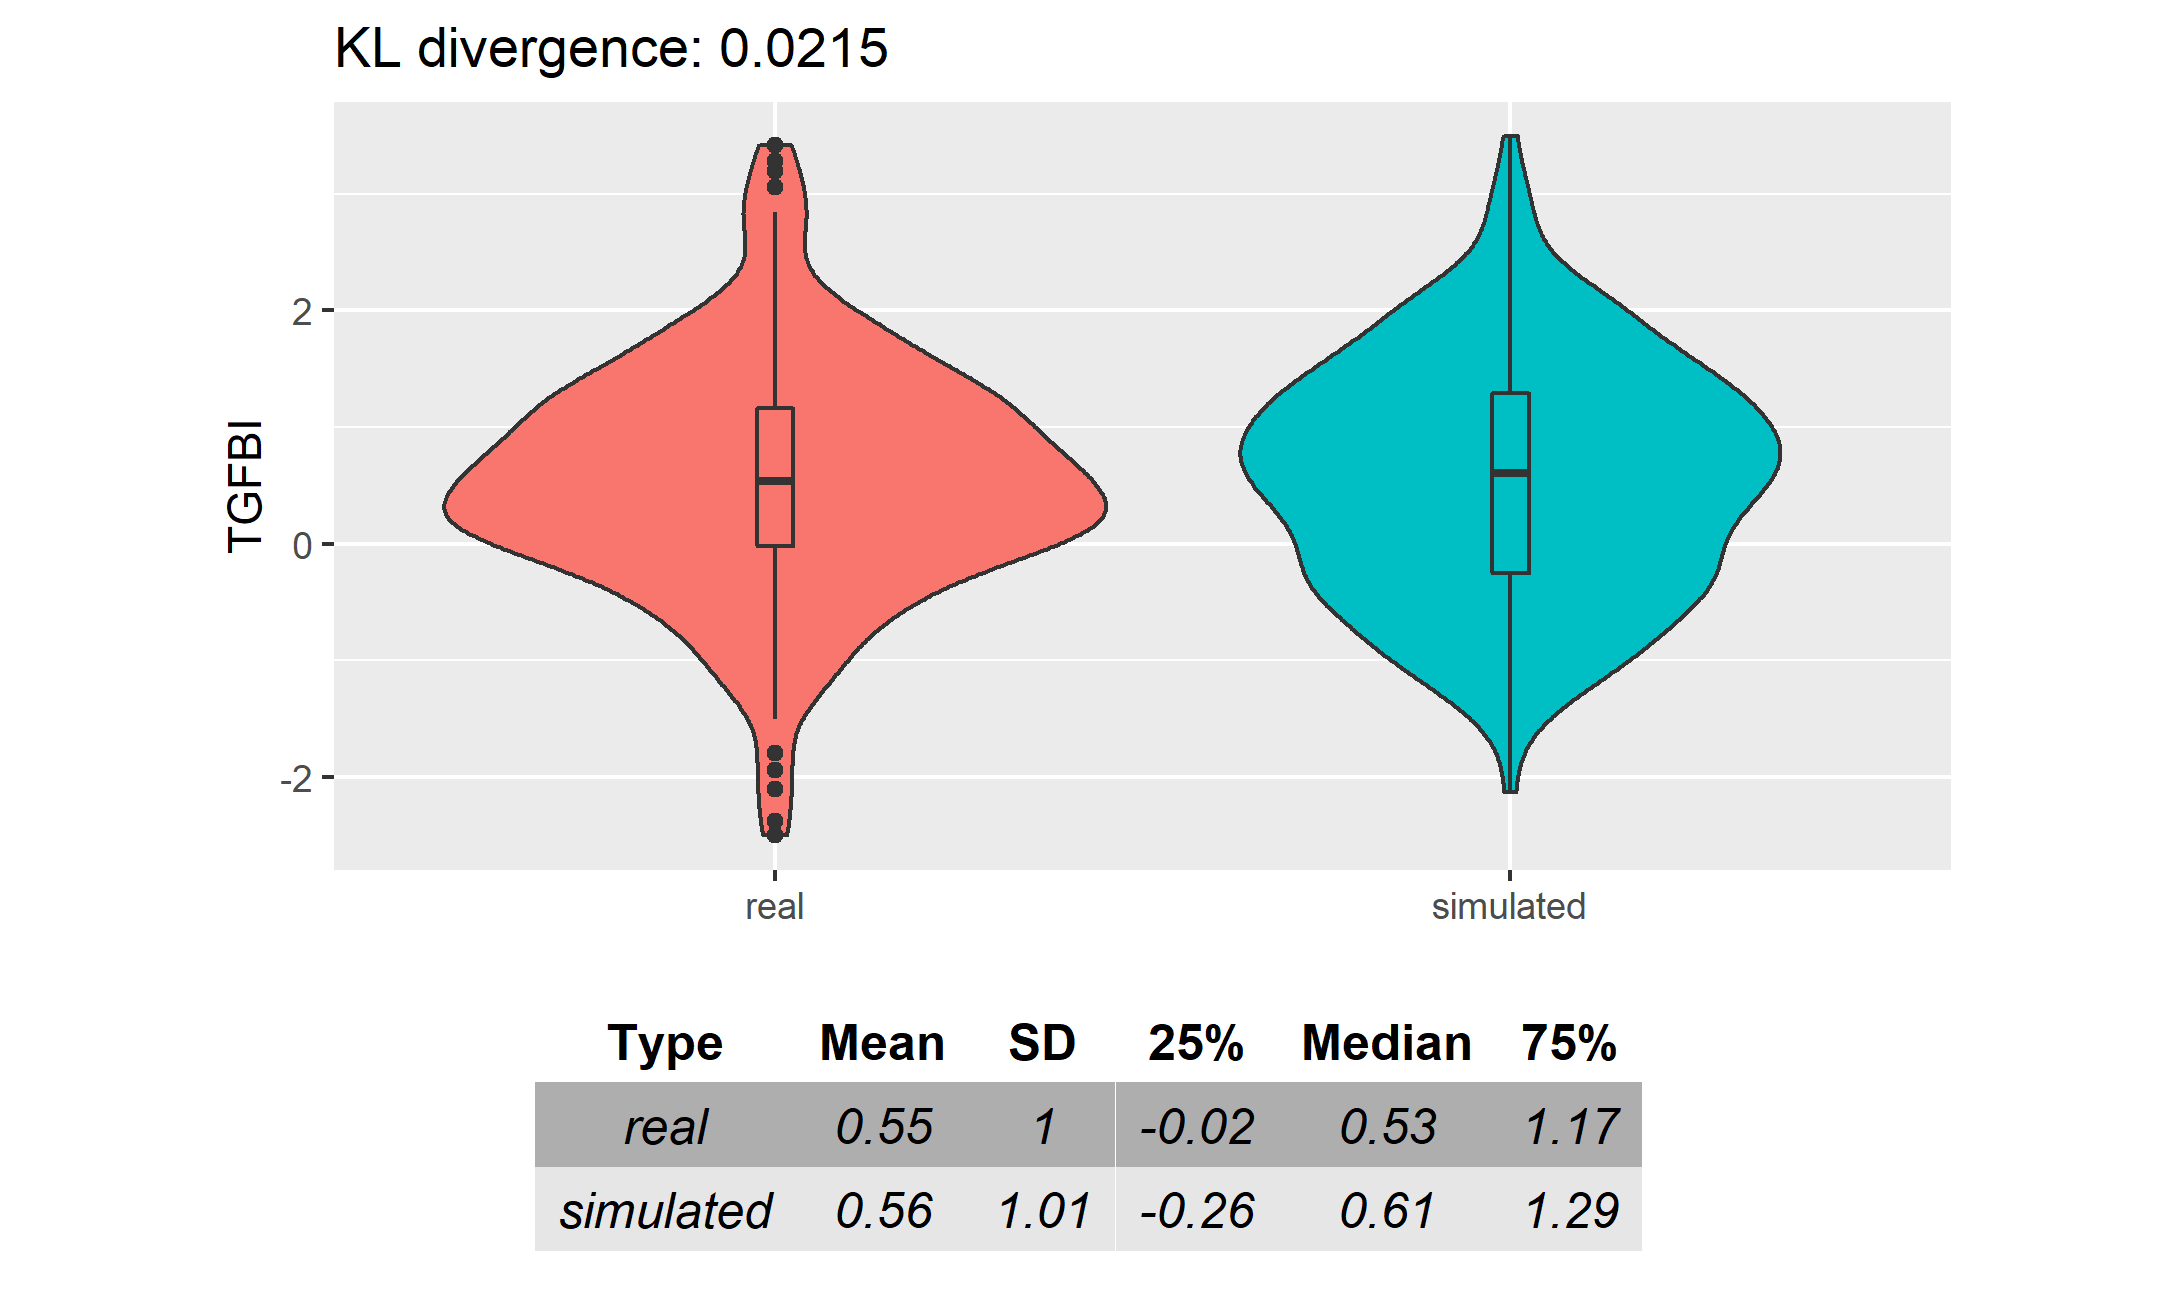 KL divergence: 0.0215
TGFBI
2
0
-2
real simulated
Type Mean SD 25% Median 75%
real 0.55 1 -0.02 0.53 1.17
simulated 0.56 1.01 -0.26 0.61 1.29